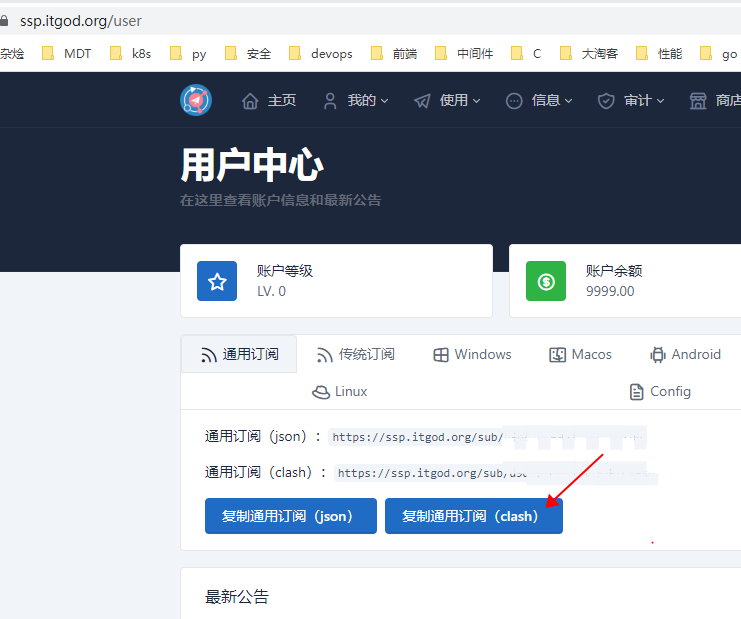 ssp.itgod.org/user
杂烩 MDT k8s py 安全 devops 前端 中间件 C 大淘客 性能 go
主页 我的 使用 信息 审计 商店
用户中心
在这里查看账户信息和最新公告
账户等级
LV. 0
账户余额
9999.00
通用订阅 传统订阅 Windows Macos Android
Linux Config
通用订阅（json）： https://ssp.itgod.org/sub/
通用订阅（clash）： https://ssp.itgod.org/sub/
复制通用订阅（json） 复制通用订阅（clash）
最新公告